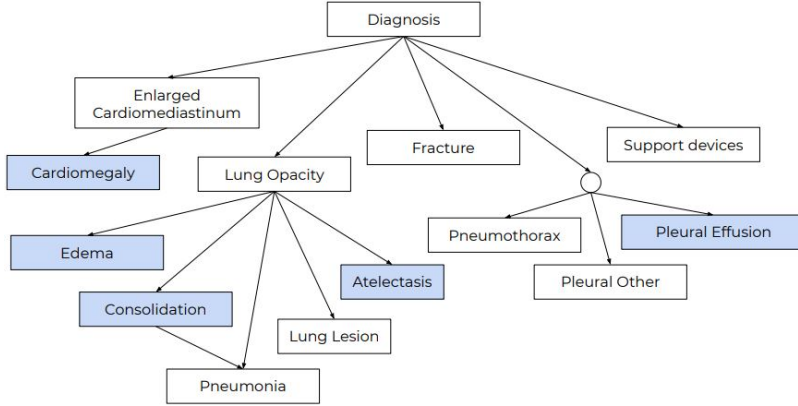 Diagnosis
Enlarged
Cardiomediastinum
Fracture
Support devices
Cardiomegaly
Lung Opacity
Pneumothorax
Pleural Effusion
Edema
Atelectasis
Pleural Other
Consolidation
Lung Lesion
Pneumonia